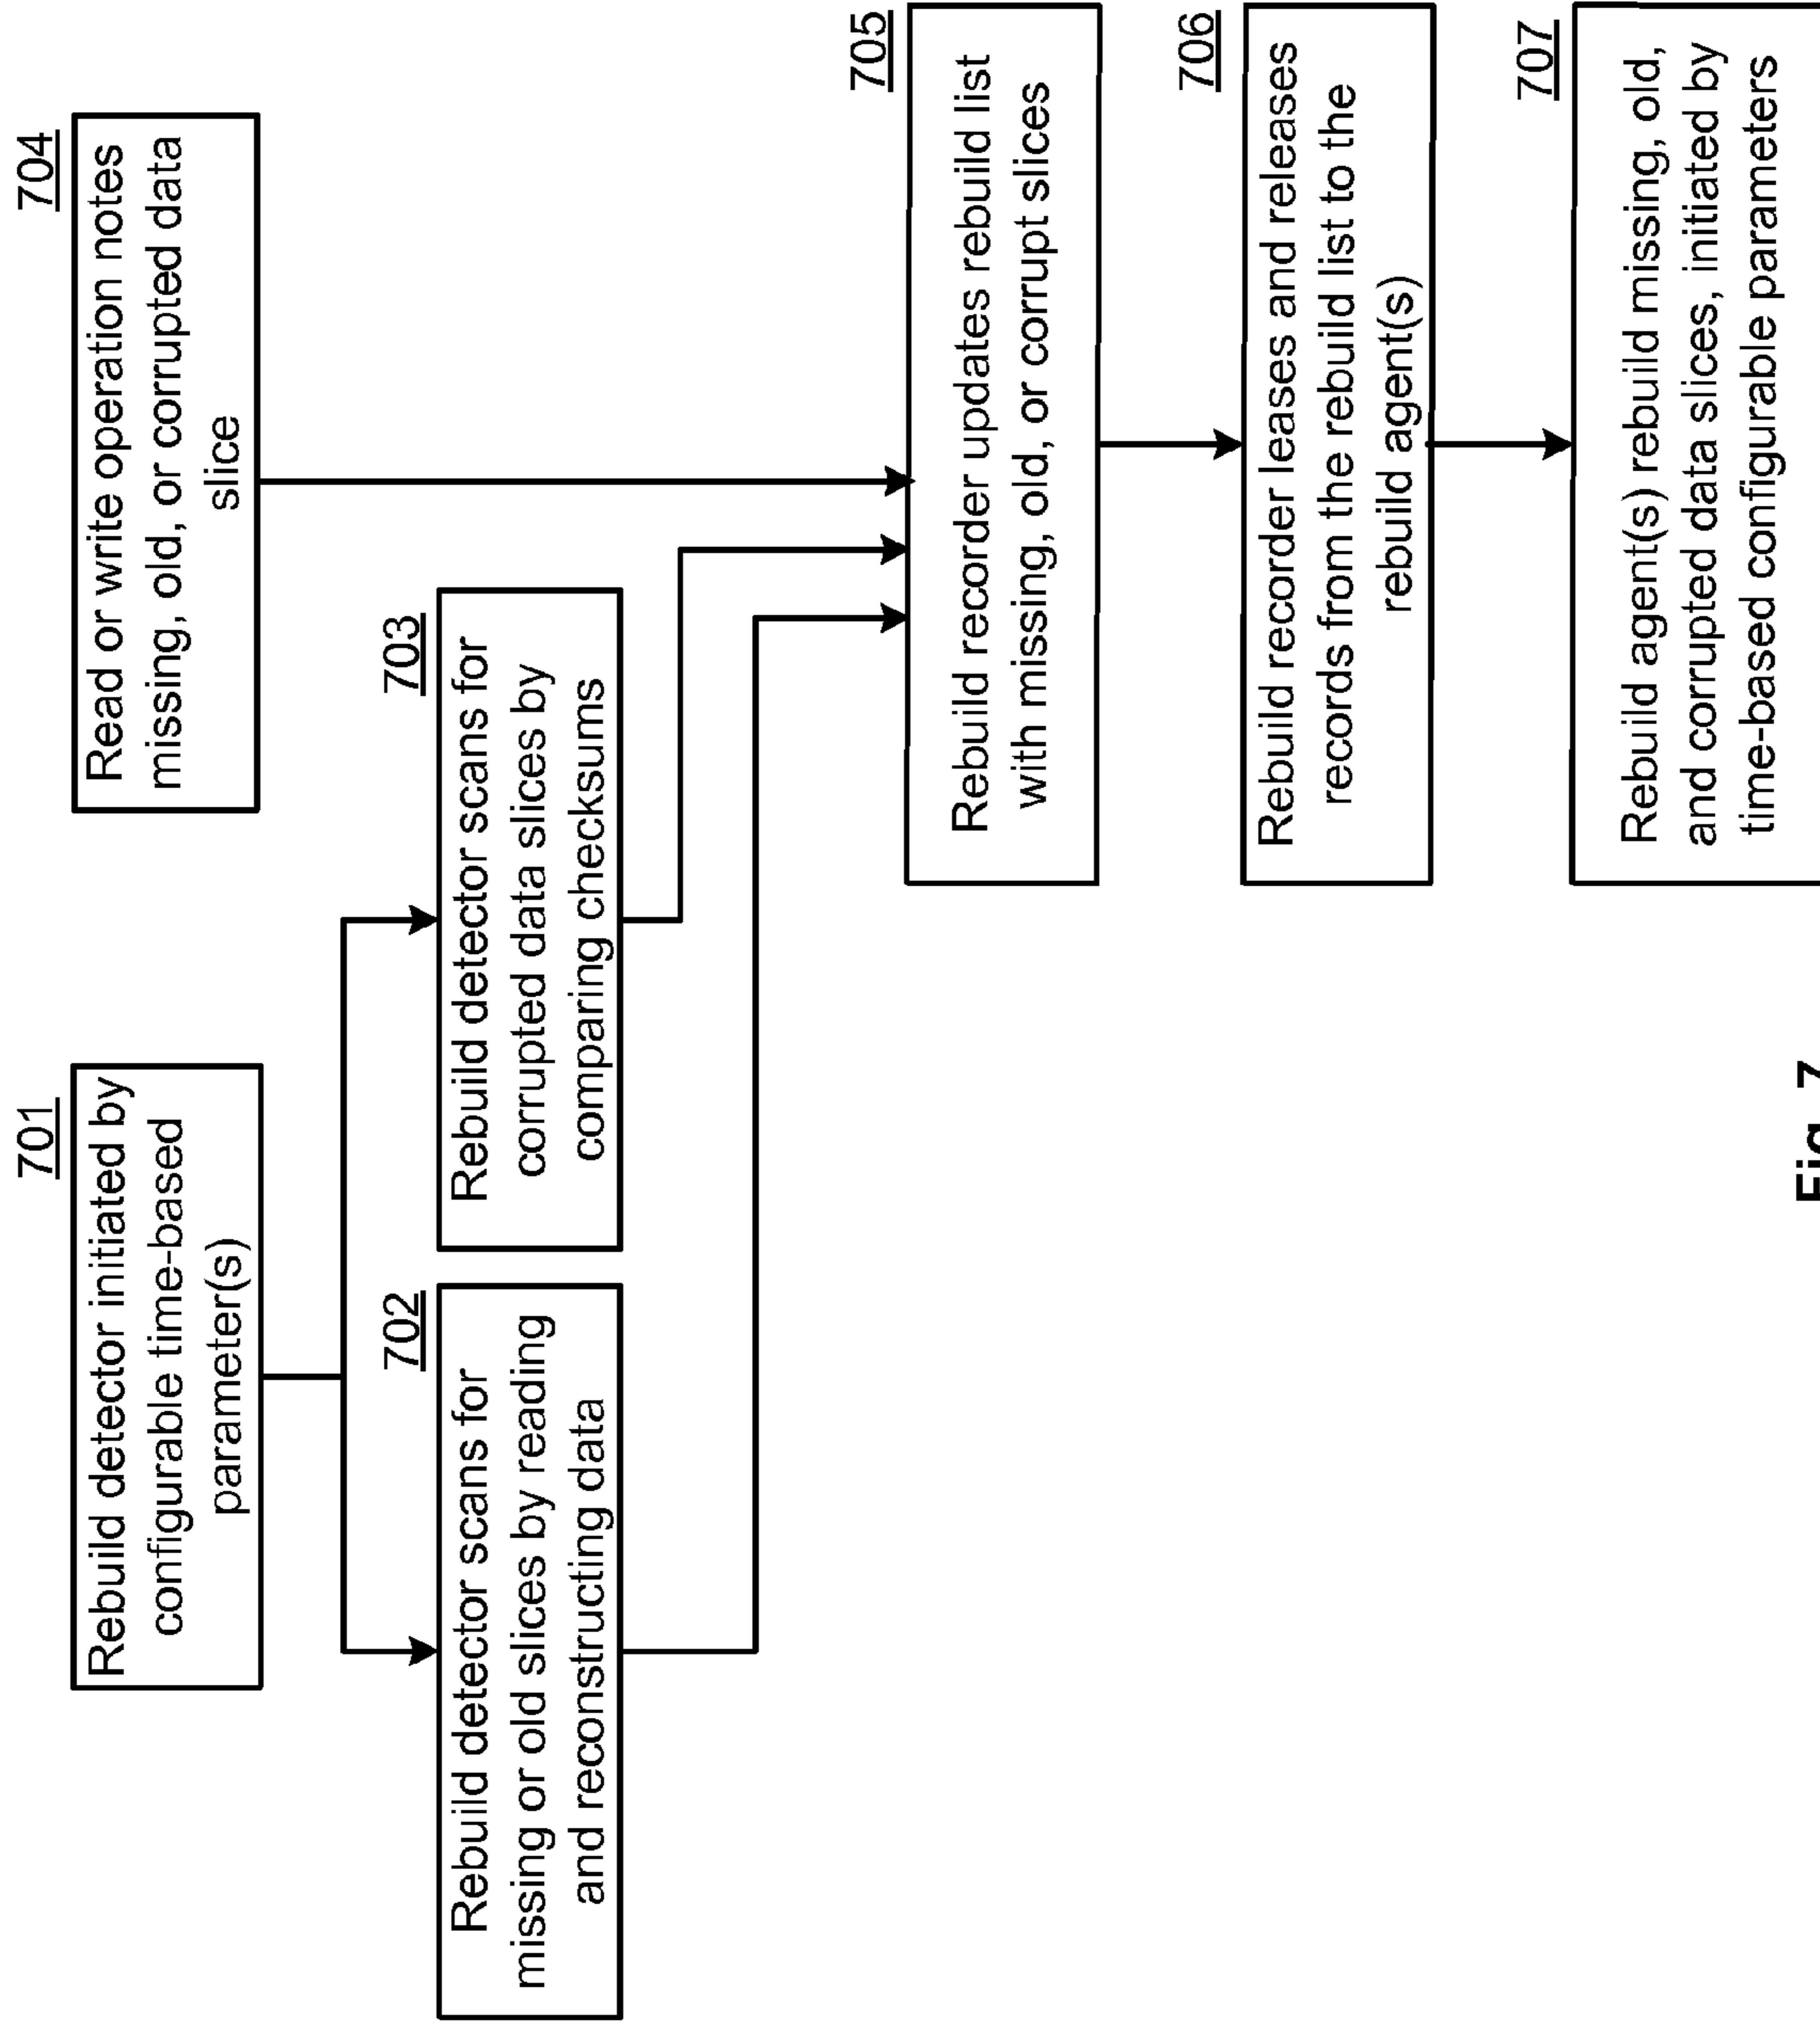 701
Rebuild detector initiated by
configurable time-based
parameter(s)
704
Read or write operation notes
missing, old, or corrupted data
slice
702
Rebuild detector scans for
missing or old slices by reading
and reconstructing data
703
Rebuild detector scans for
corrupted data slices by
comparing checksums
705
Rebuild recorder updates rebuild list
with missing, old, or corrupt slices
706
Rebuild recorder leases and releases
records from the rebuild list to the
rebuild agent(s)
707
Rebuild agent(s) rebuild missing, old,
and corrupted data slices, initiated by
time-based configurable parameters
Fig. 7